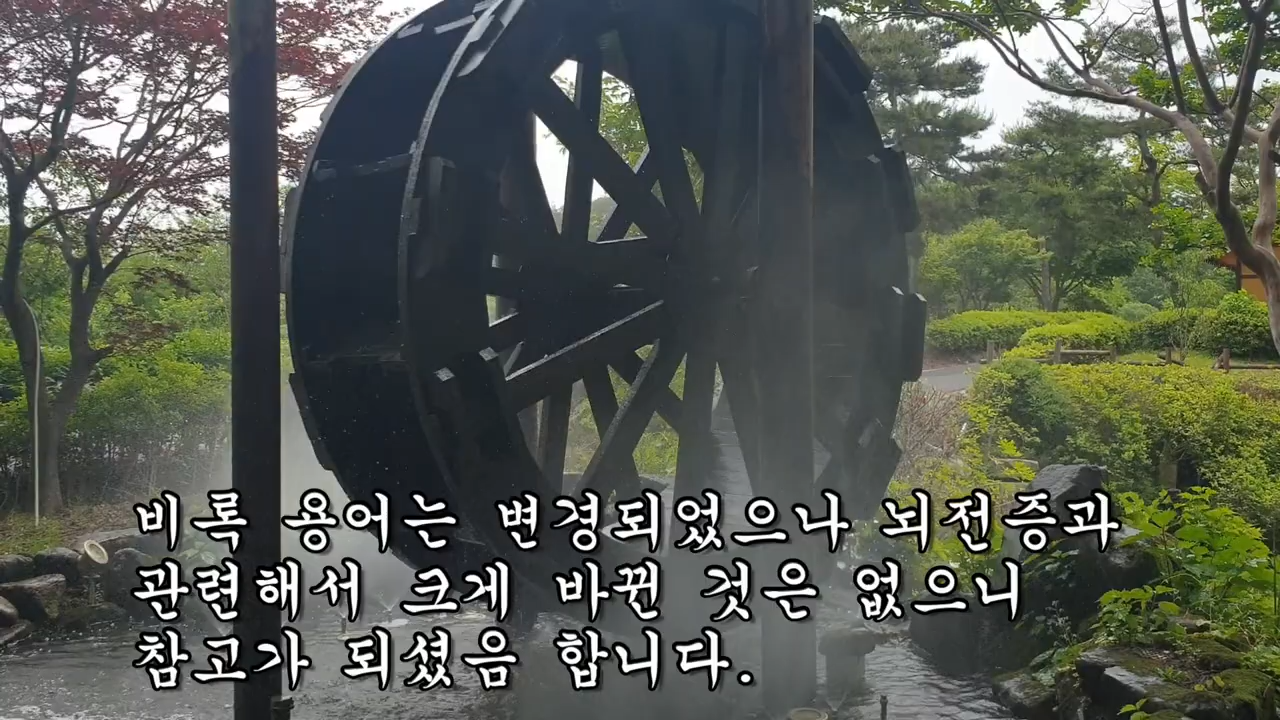 비록 용어는 변경되었으나 뇌전증과
관련해서 크게 바뀐 것은 없으니
참고가 되셨음 합니다.